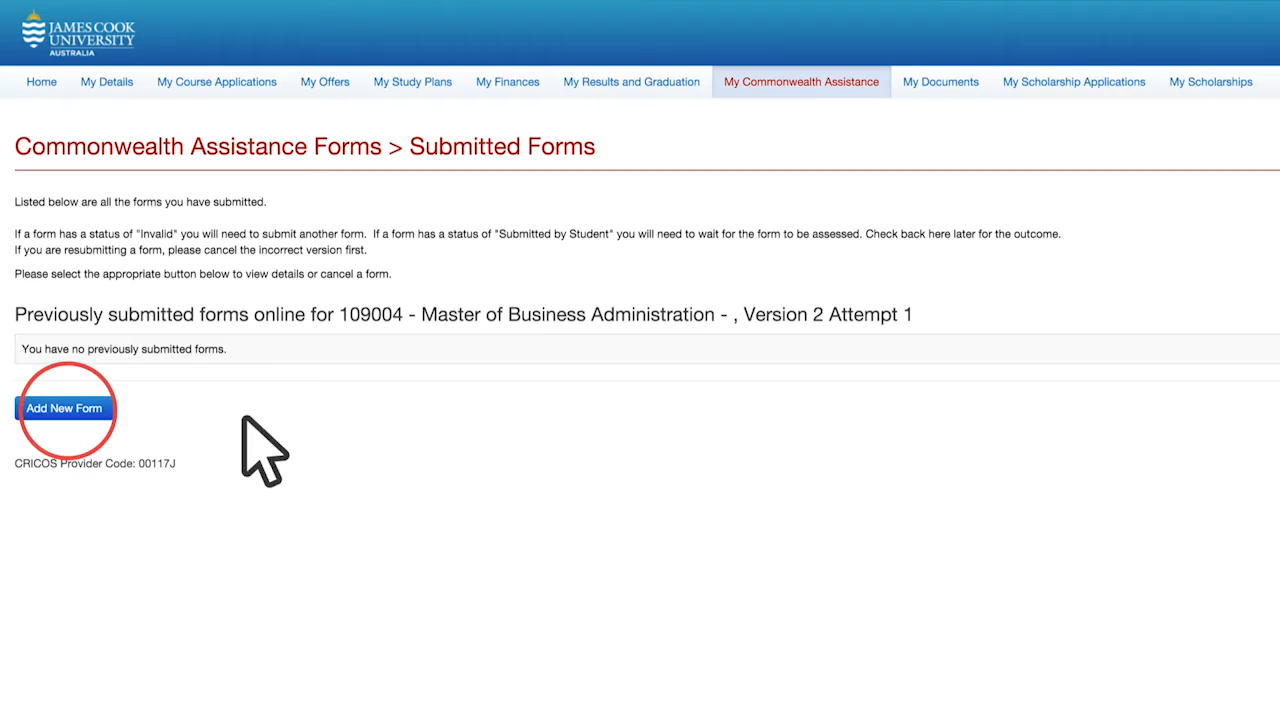 JAMES COOK
UNIVERSITY
AUSTRALIA
Home My Details My Course Applications My Offers My Study Plans My Finances My Results and Graduation My Commonwealth Assistance My Documents My Scholarship Applications My Scholarships
Commonwealth Assistance Forms > Submitted Forms
Listed below are all the forms you have submitted.
If a form has a status of "Invalid" you will need to submit another form. If a form has a status of "Submitted by Student" you will need to wait for the form to be assessed. Check back here later for the outcome.
If you are resubmitting a form, please cancel the incorrect version first.
Please select the appropriate button below to view details or cancel a form.
Previously submitted forms online for 109004 - Master of Business Administration - , Version 2 Attempt 1
You have no previously submitted forms.
Add New Form
CRICOS Provider Code: 00117J